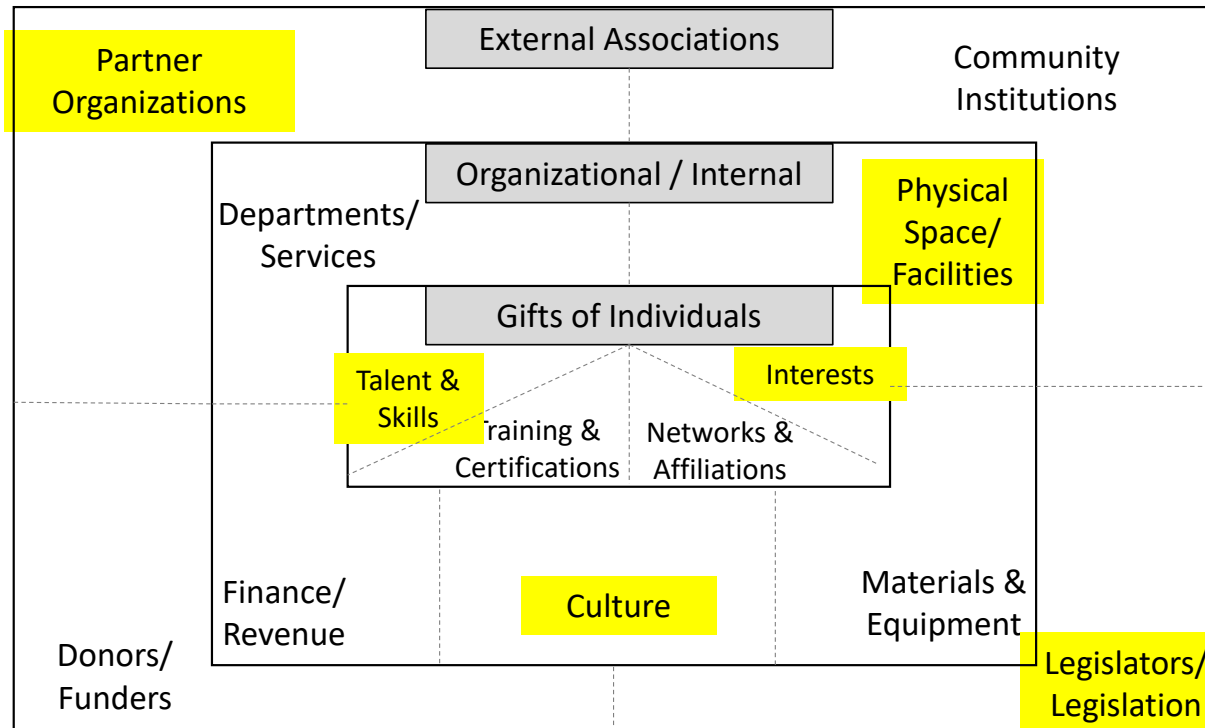 External Associations
Partner
Organizations
Community
Institutions
Organizational / Internal
Departments/
Services
Physical
Space/
Facilities
Gifts of Individuals
Talent &
Skills
Interests
Training &
Certifications
Networks &
Affiliations
Finance/
Revenue
Culture
Materials &
Equipment
Donors/
Funders
Legislators/
Legislation